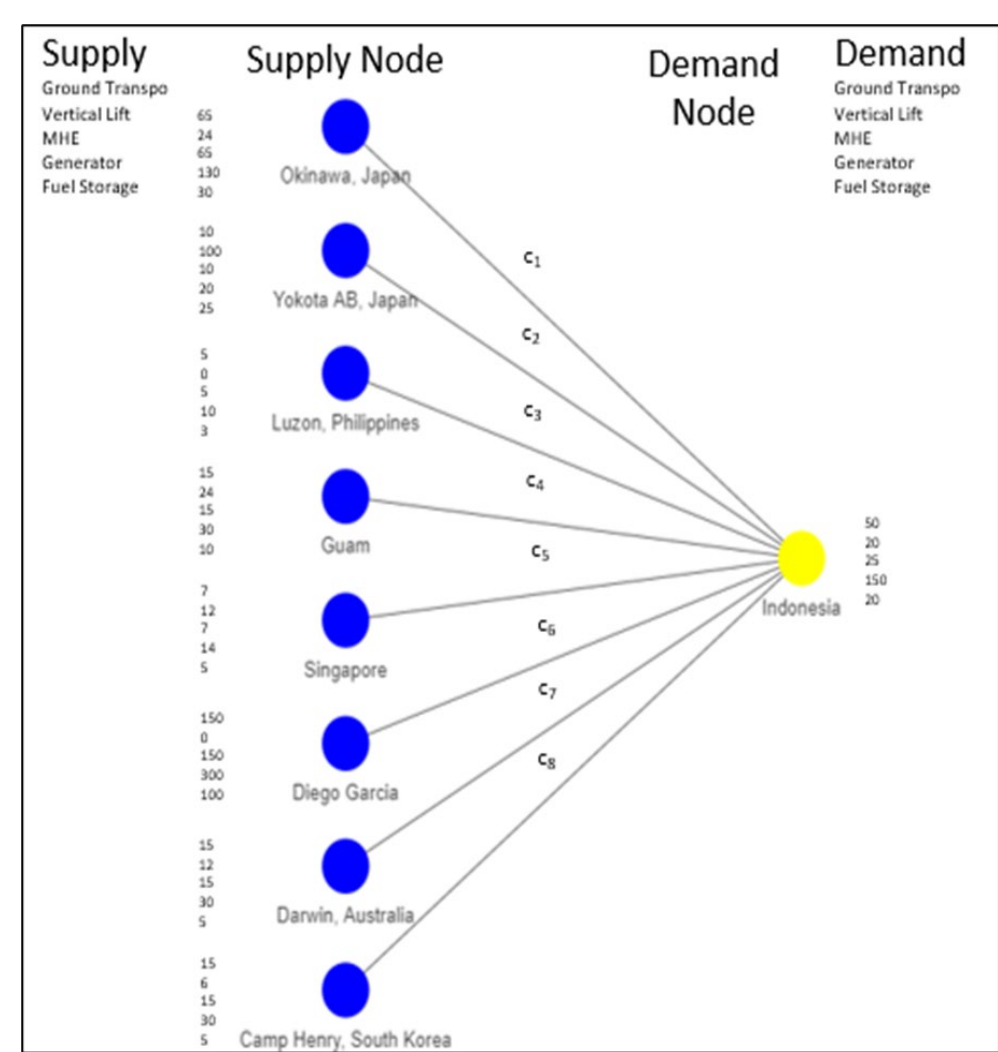 Supply
Ground Transpo
Vertical Lift
MHE
Generator
Fuel Storage
Supply Node
Demand
Node
Demand
Ground Transpo
Vertical Lift
MHE
Generator
Fuel Storage
65
24
65
130
30
Okinawa, Japan
10
100
10
20
25
Yokota AB, Japan
5
0
5
10
3
Luzon, Philippines
15
24
15
30
10
Guam
7
12
7
14
5
Singapore
150
0
150
300
100
Diego Garcia
15
12
15
30
5
Darwin, Australia
15
6
15
30
5
Camp Henry, South Korea
C₁
C₂
C₃
C₄
C₅
C₆
C₇
C₈
50
20
25
150
20
Indonesia